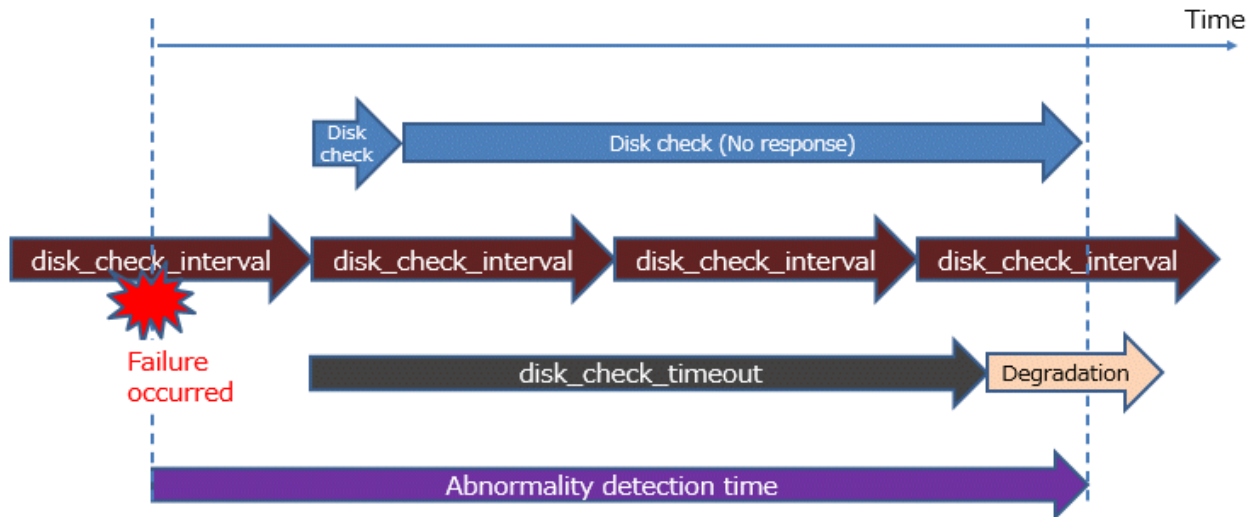 Time
Disk
check
Disk check (No response)
disk_check_interval
disk_check_interval
disk_check_interval
disk_check_interval
Failure
occurred
disk_check_timeout
Degradation
Abnormality detection time